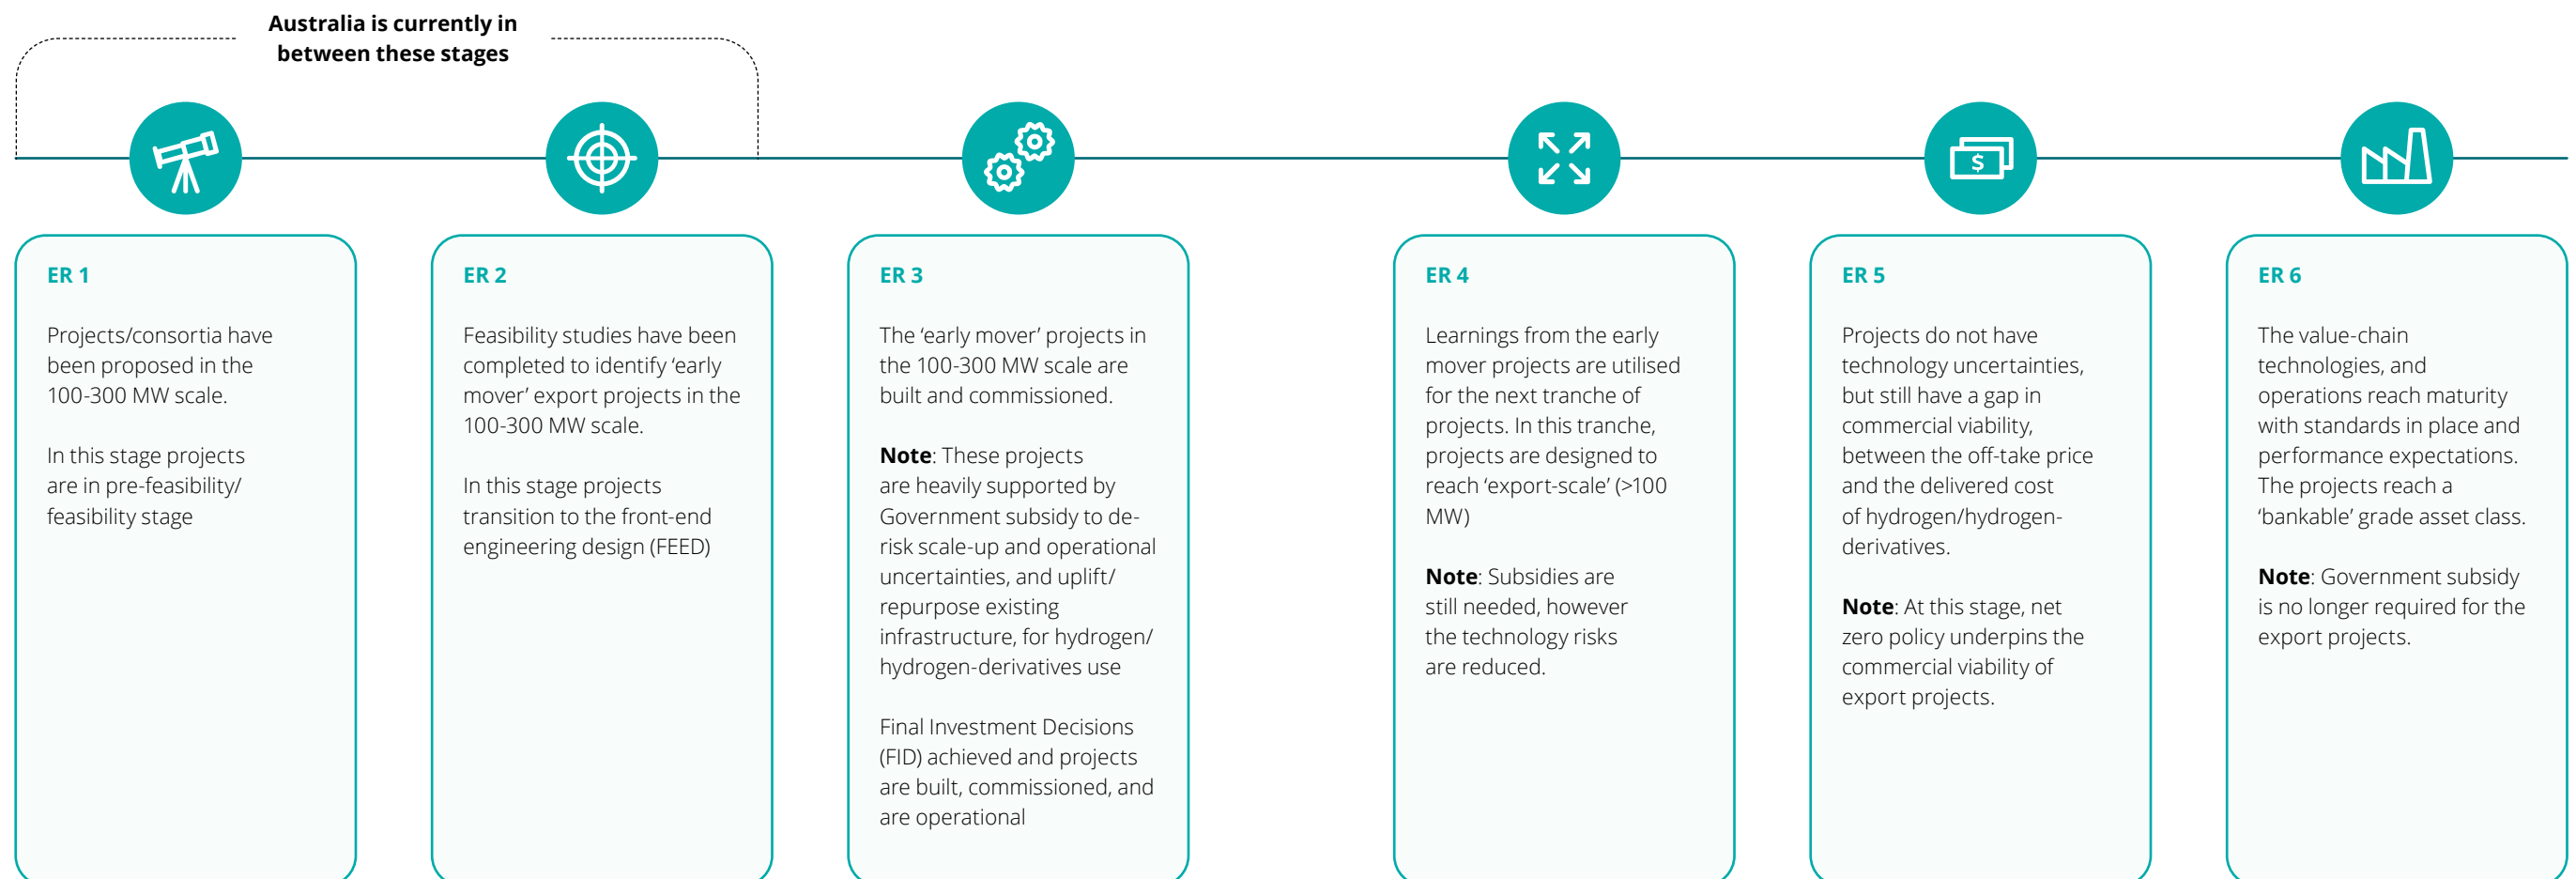 Australia is currently in
between these stages
$
ER 1
Projects/consortia have
been proposed in the
100-300 MW scale.
In this stage projects
are in pre-feasibility/
feasibility stage
ER 2
Feasibility studies have been
completed to identify ‘early
mover’ export projects in the
100-300 MW scale.
In this stage projects
transition to the front-end
engineering design (FEED)
ER 3
The ‘early mover’ projects in
the 100-300 MW scale are
built and commissioned.
Note: These projects
are heavily supported by
Government subsidy to de-
risk scale-up and operational
uncertainties, and uplift/
repurpose existing
infrastructure, for hydrogen/
hydrogen-derivatives use
Final Investment Decisions
(FID) achieved and projects
are built, commissioned, and
are operational
ER 4
Learnings from the early
mover projects are utilised
for the next tranche of
projects. In this tranche,
projects are designed to
reach ‘export-scale’ (>100
MW)
Note: Subsidies are
still needed, however
the technology risks
are reduced.
ER 5
Projects do not have
technology uncertainties,
but still have a gap in
commercial viability,
between the off-take price
and the delivered cost
of hydrogen/hydrogen-
derivatives.
Note: At this stage, net
zero policy underpins the
commercial viability of
export projects.
ER 6
The value-chain
technologies, and
operations reach maturity
with standards in place and
performance expectations.
The projects reach a
‘bankable’ grade asset class.
Note: Government subsidy
is no longer required for the
export projects.